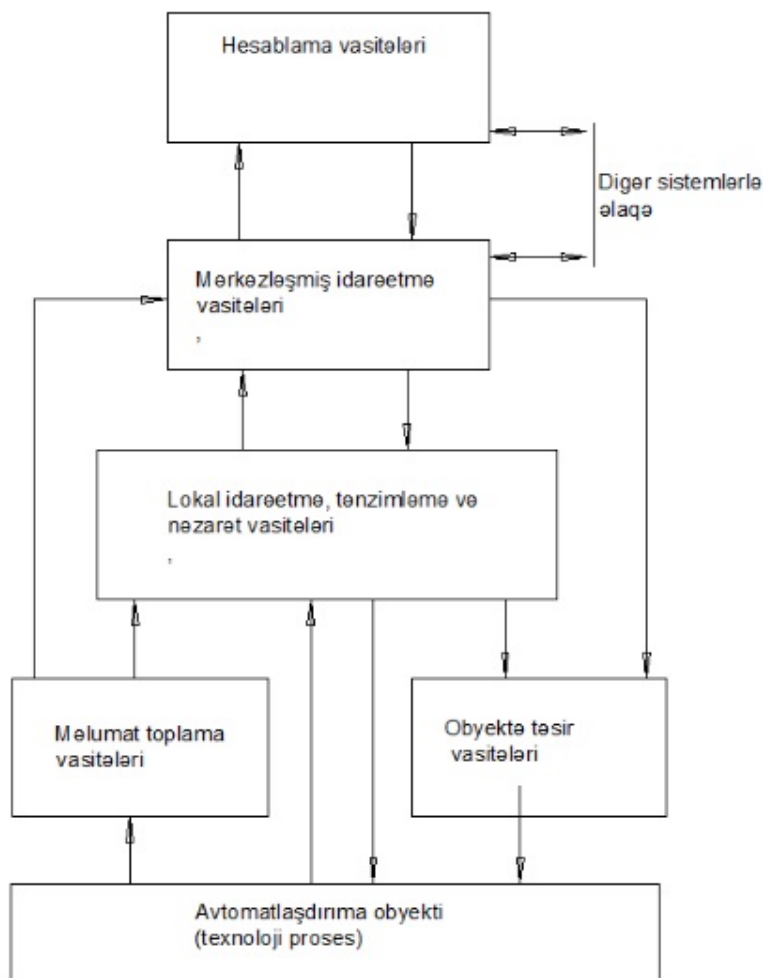 Hesablama vasitələri
Digər sistemlərlə
əlaqə
Mərkəzləşmiş idarəetmə
vasitələri
,
Lokal idarəetmə, tənzimləmə və
nəzarət vasitələri
,
Məlumat toplama
vasitələri
Obyektə təsir
vasitələri
Avtomatlaşdırıma obyekti
(texnoloji proses)